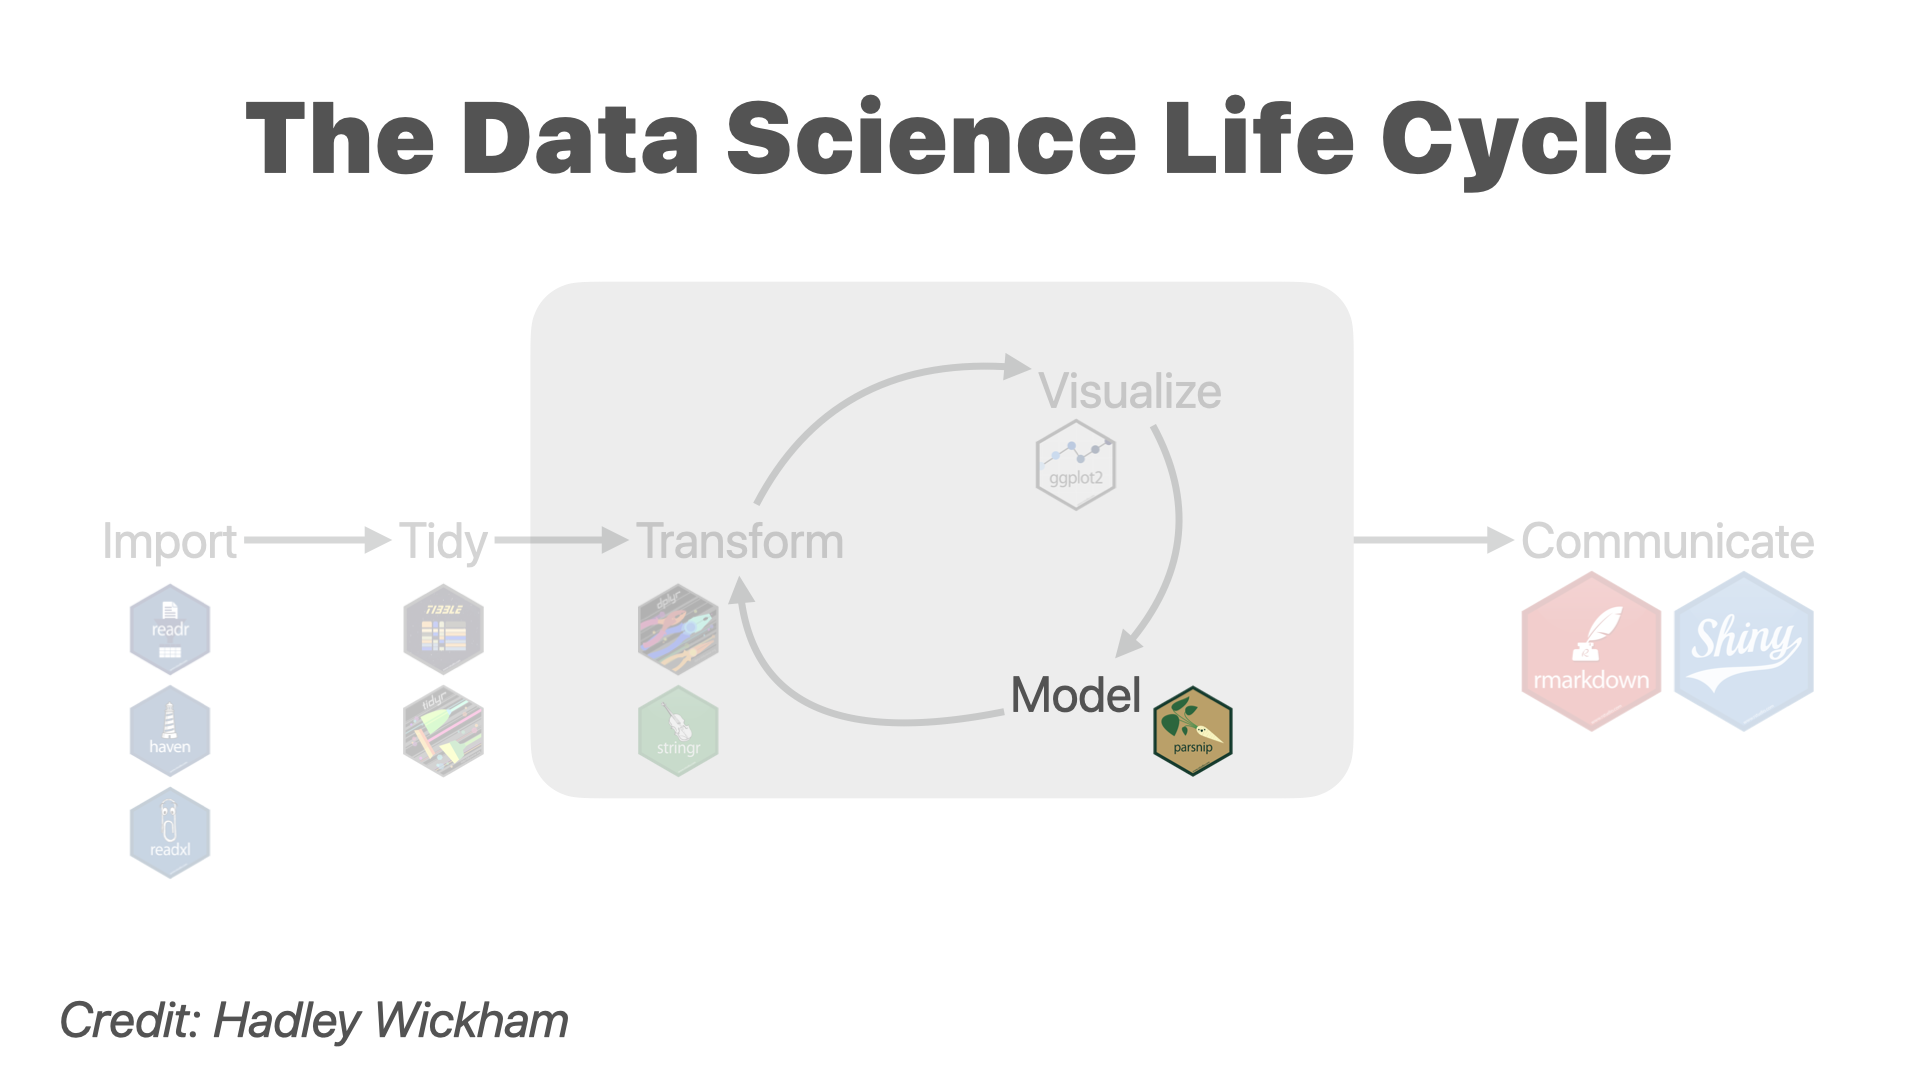 The Data Science Life Cycle
Import
readr
haven
readxl
Tidy
TIBBLE
tidyr
Transform
dplyr
stringr
Visualize
ggplot2
Model
parsnip
Communicate
rmarkdown
Shiny
Credit: Hadley Wickham